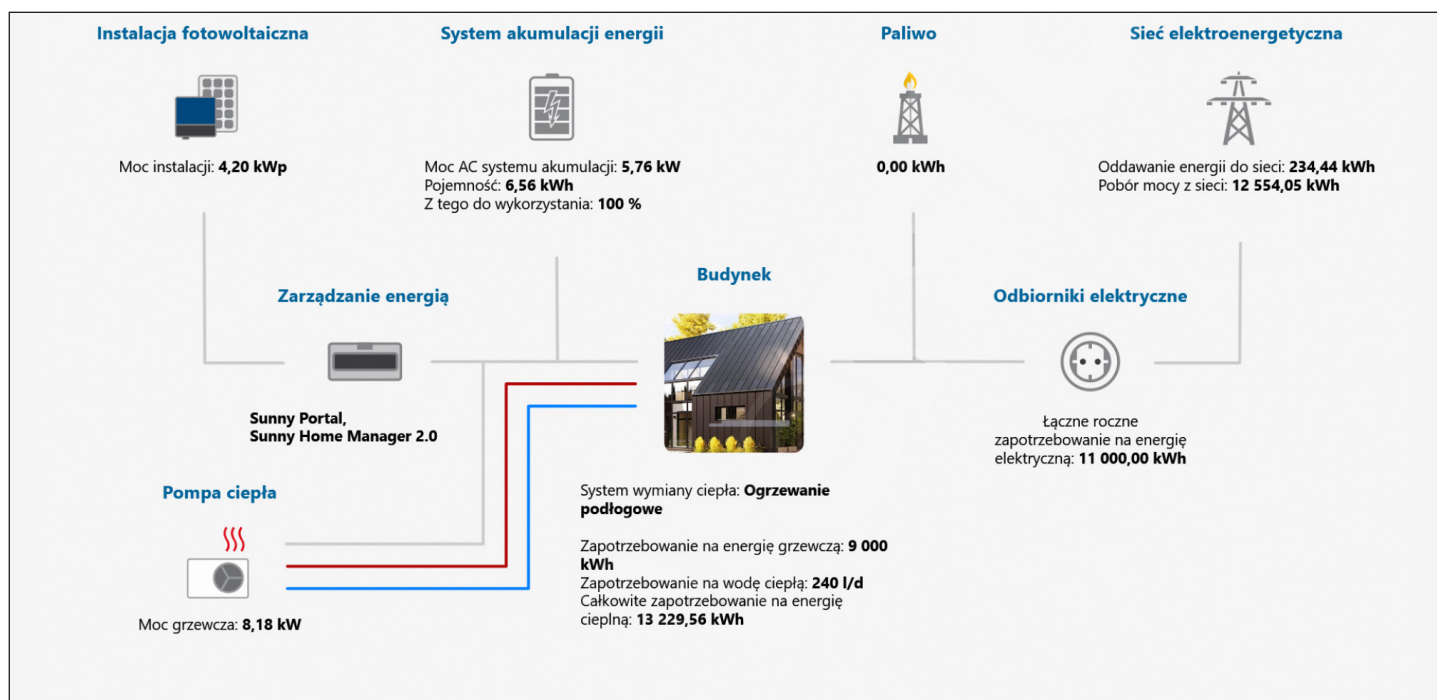 Instalacja fotowoltaiczna
System akumulacji energii
Paliwo
Sieć elektroenergetyczna
Moc instalacji: 4,20 kWp
Moc AC systemu akumulacji: 5,76 kW
Pojemność: 6,56 kWh
Z tego do wykorzystania: 100 %
0,00 kWh
Oddawanie energii do sieci: 234,44 kWh
Pobór mocy z sieci: 12 554,05 kWh
Zarządzanie energią
Budynek
Odbiorniki elektryczne
Sunny Portal,
Sunny Home Manager 2.0
Łączne roczne
zapotrzebowanie na energię
elektryczną: 11 000,00 kWh
Pompa ciepła
Moc grzewcza: 8,18 kW
System wymiany ciepła: Ogrzewanie
podłogowe
Zapotrzebowanie na energię grzewczą: 9 000
kWh
Zapotrzebowanie na wodę ciepłą: 240 l/d
Całkowite zapotrzebowanie na energię
cieplną: 13 229,56 kWh